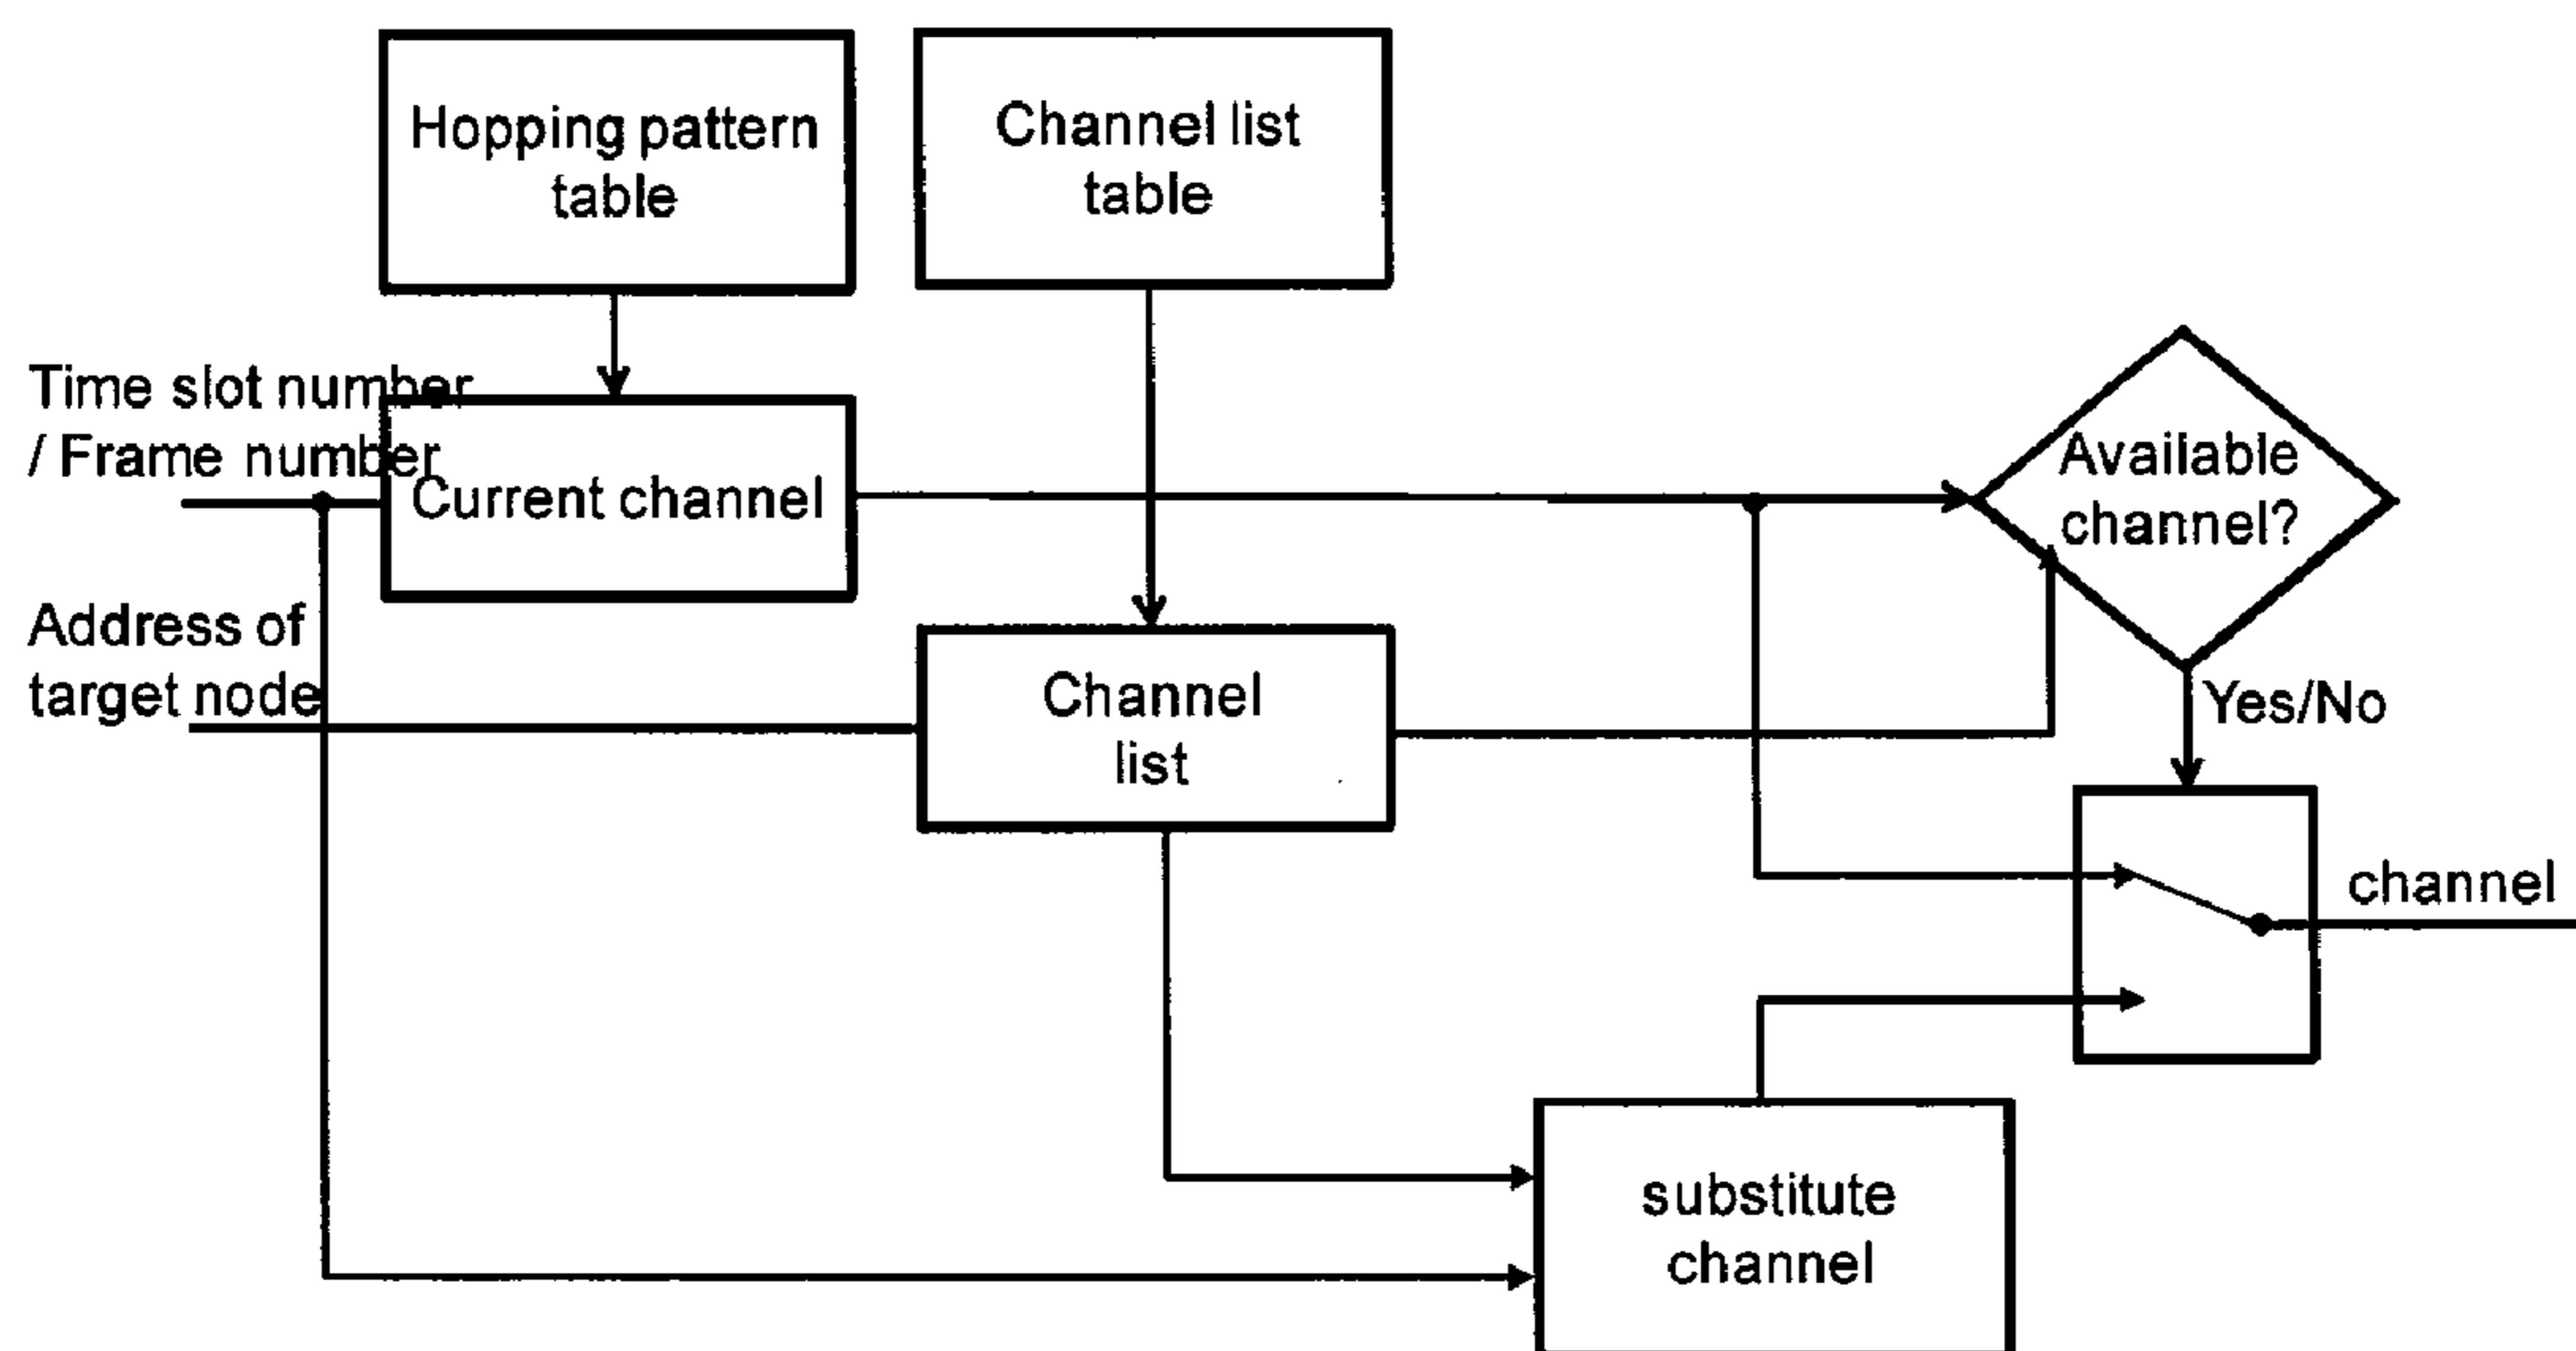 Hopping pattern
table
Channel list
table
Time slot number
/ Frame number
Current channel
Available
channel?
Address of
target node
Channel
list
Yes/No
channel
substitute
channel